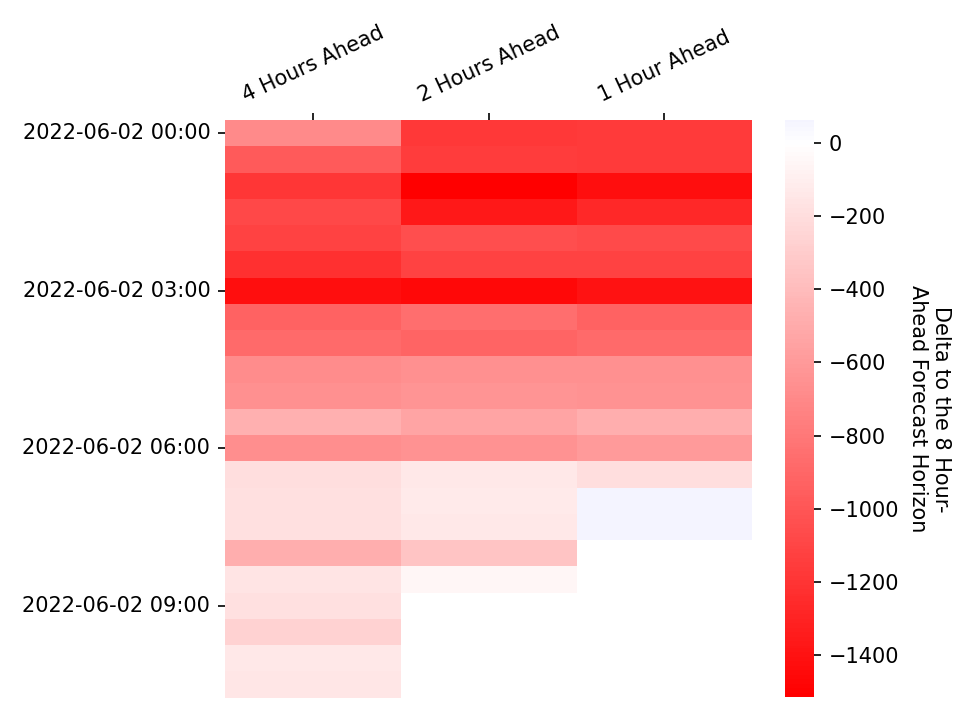 4 Hours Ahead
2 Hours Ahead
1 Hour Ahead
2022-06-02 00:00
2022-06-02 03:00
2022-06-02 06:00
2022-06-02 09:00
0
−200
−400
−600
−800
−1000
−1200
−1400
Delta to the 8 Hour-
Ahead Forecast Horizon